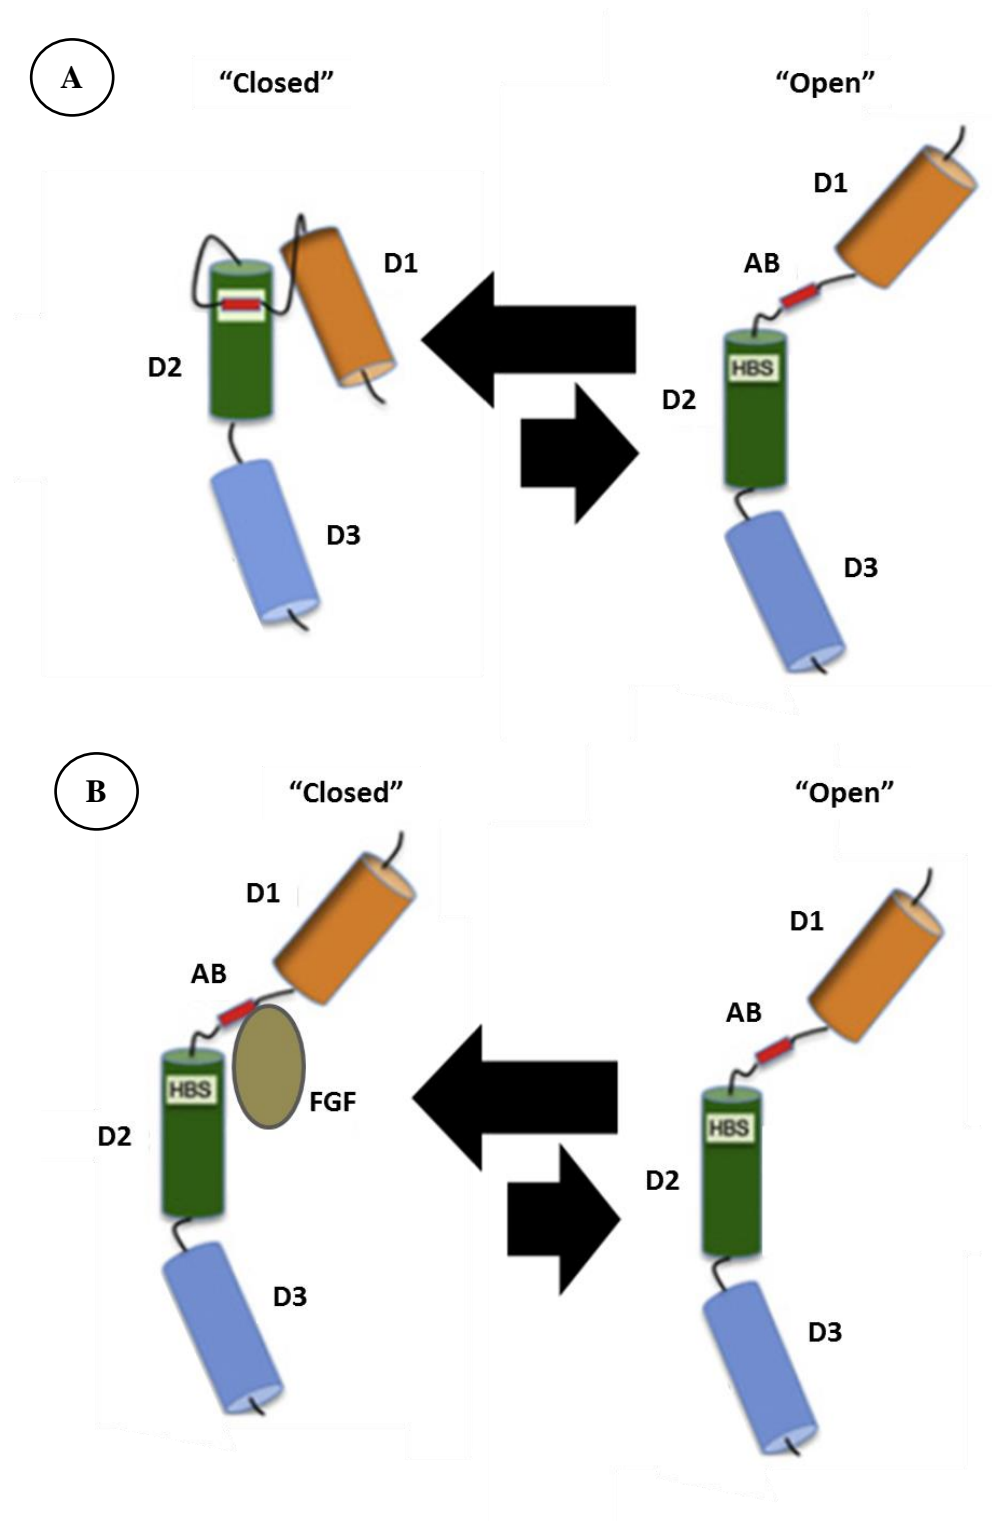 A
“Closed”
“Open”
D1
D1
AB
D2
HBS
D2
D3
D3
B
“Closed”
“Open”
D1
D1
AB
AB
HBS
FGF
HBS
D2
D2
D3
D3